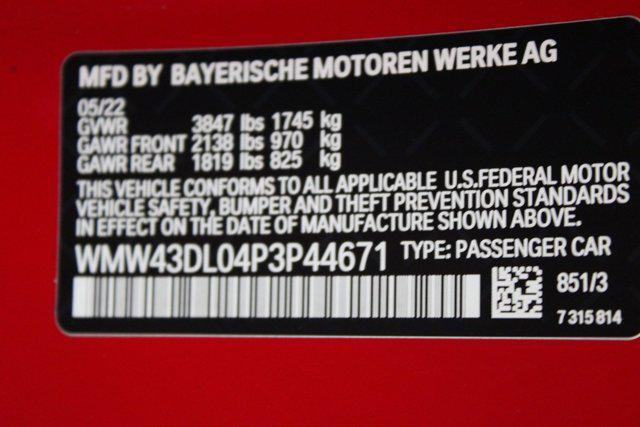 MFD BY BAYERISCHE MOTOREN WERKE AG
05/22
GVWR 3847 lbs 1745 kg
GAWR FRONT 2138 lbs 970 kg
GAWR REAR 1819 lbs 825 kg
THIS VEHICLE CONFORMS TO ALL APPLICABLE U.S.FEDERAL MOTOR
VEHICLE SAFETY, BUMPER AND THEFT PREVENTION STANDARDS
IN EFFECT ON THE DATE OF MANUFACTURE SHOWN ABOVE.
WMW43DL04P3P44671 TYPE: PASSENGER CAR
851/3
7 315 814